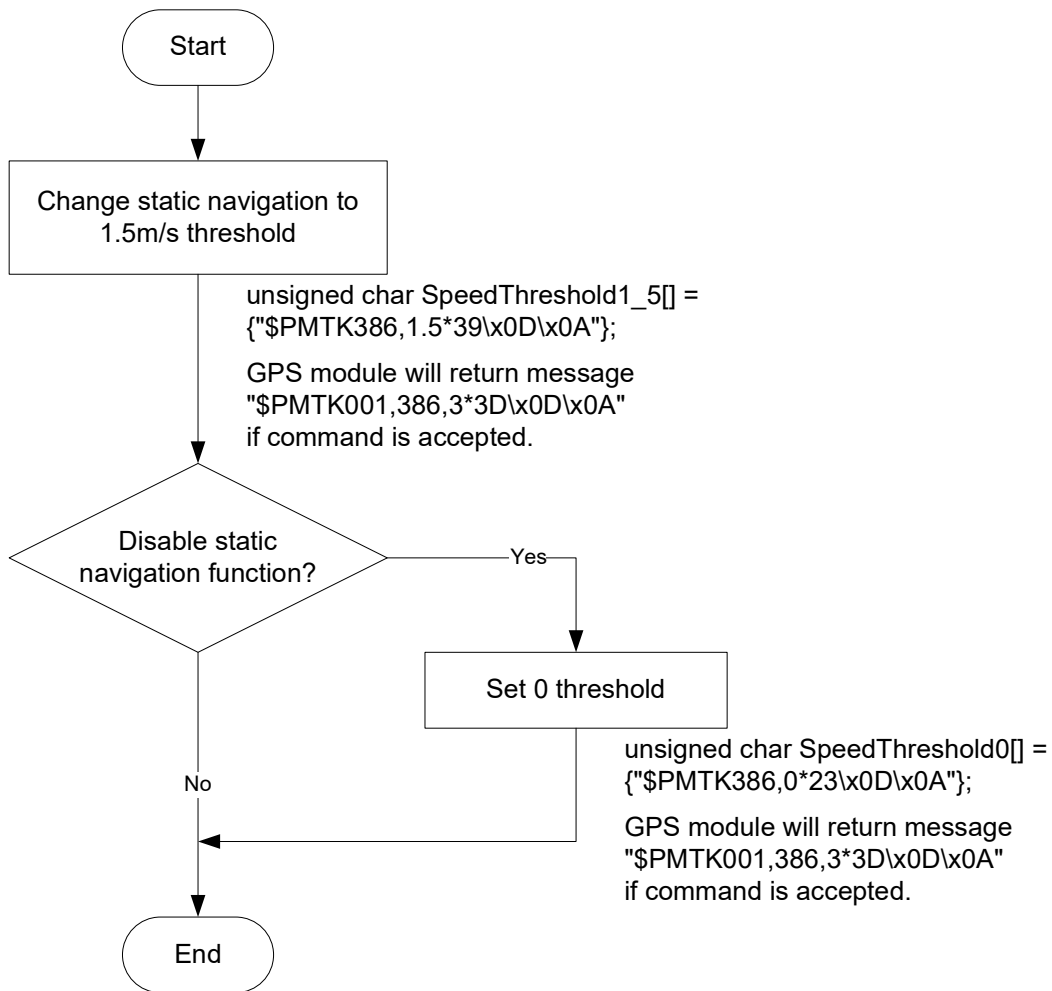 Start
Change static navigation to
1.5m/s threshold
unsigned char SpeedThreshold1_5[] =
{"$PMTK386,1.5*39\x0D\x0A"};
GPS module will return message
"$PMTK001,386,3*3D\x0D\x0A"
if command is accepted.
Disable static
navigation function?
Yes
Set 0 threshold
unsigned char SpeedThreshold0[] =
{"$PMTK386,0*23\x0D\x0A"};
GPS module will return message
"$PMTK001,386,3*3D\x0D\x0A"
if command is accepted.
No
End